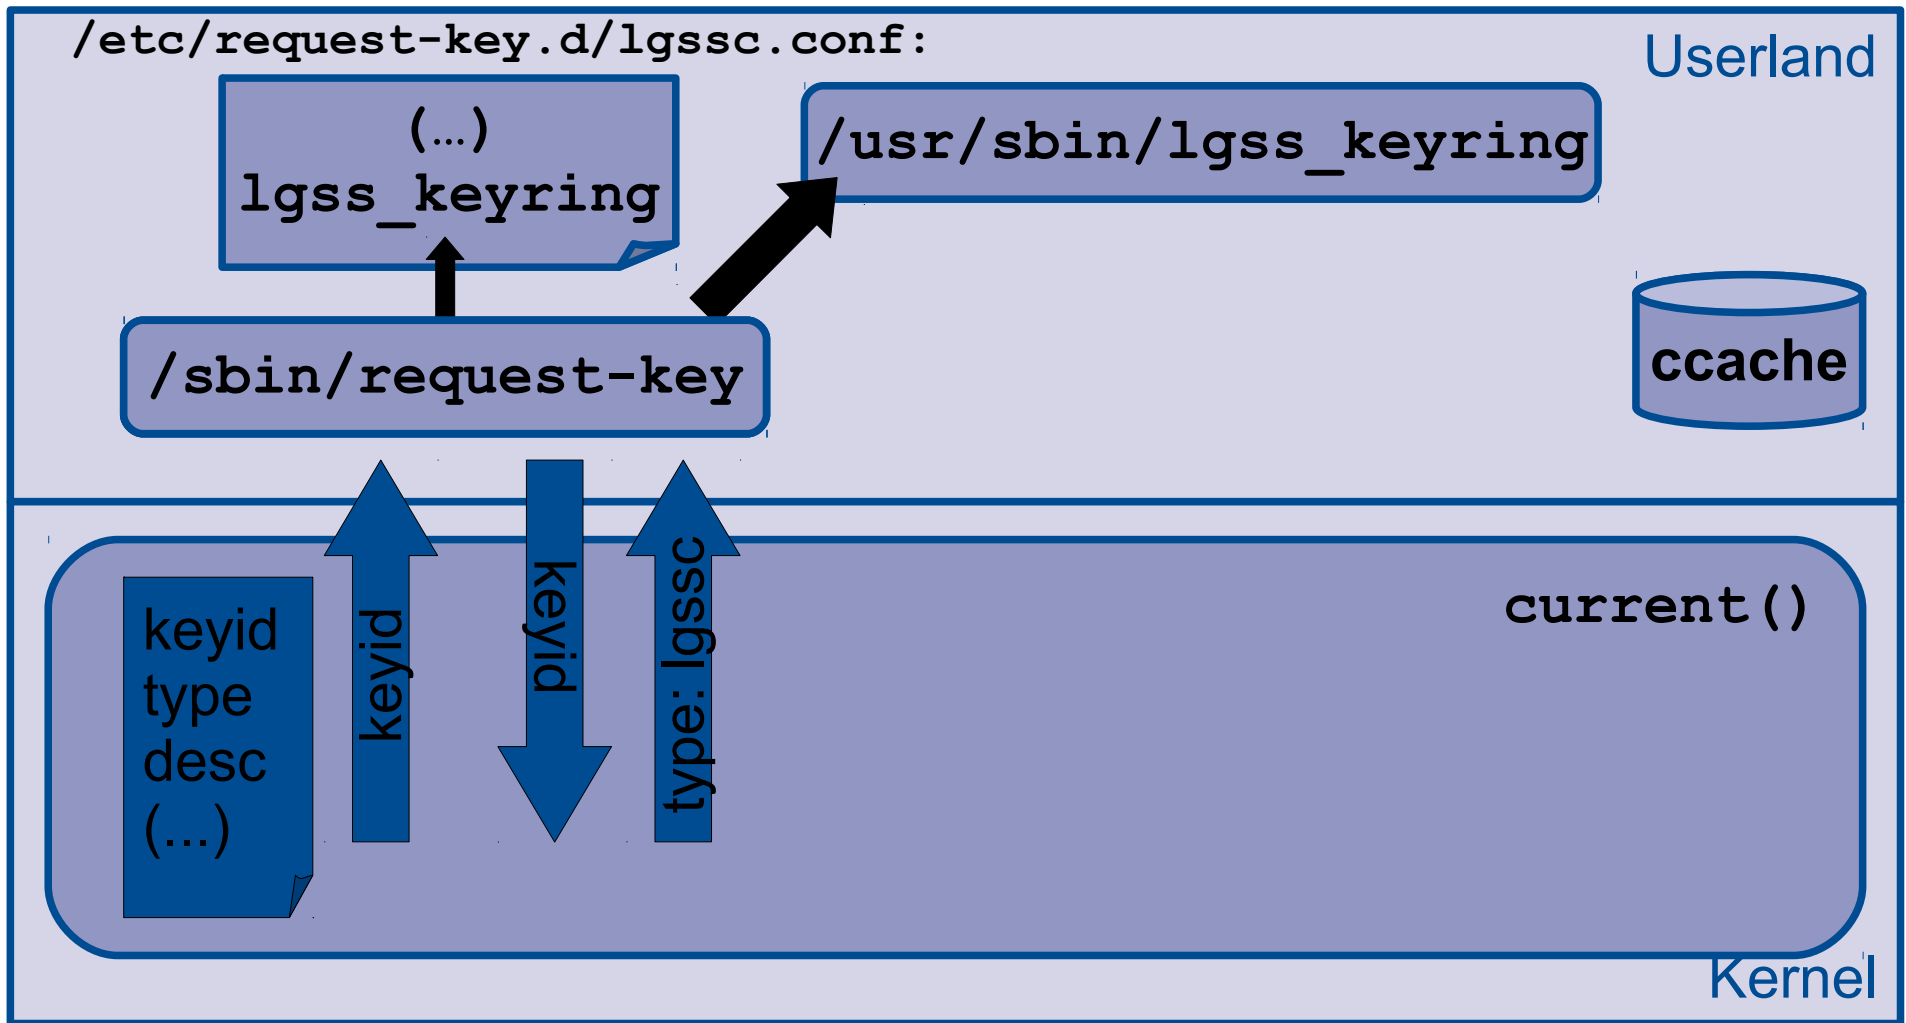 /etc/request-key.d/lgssc.conf:
Userland
(…)
lgss_keyring
/usr/sbin/lgss_keyring
/sbin/request-key
ccache
keyid
type
desc
(...)
keyid
keyid
type: lgssc
current()
Kernel